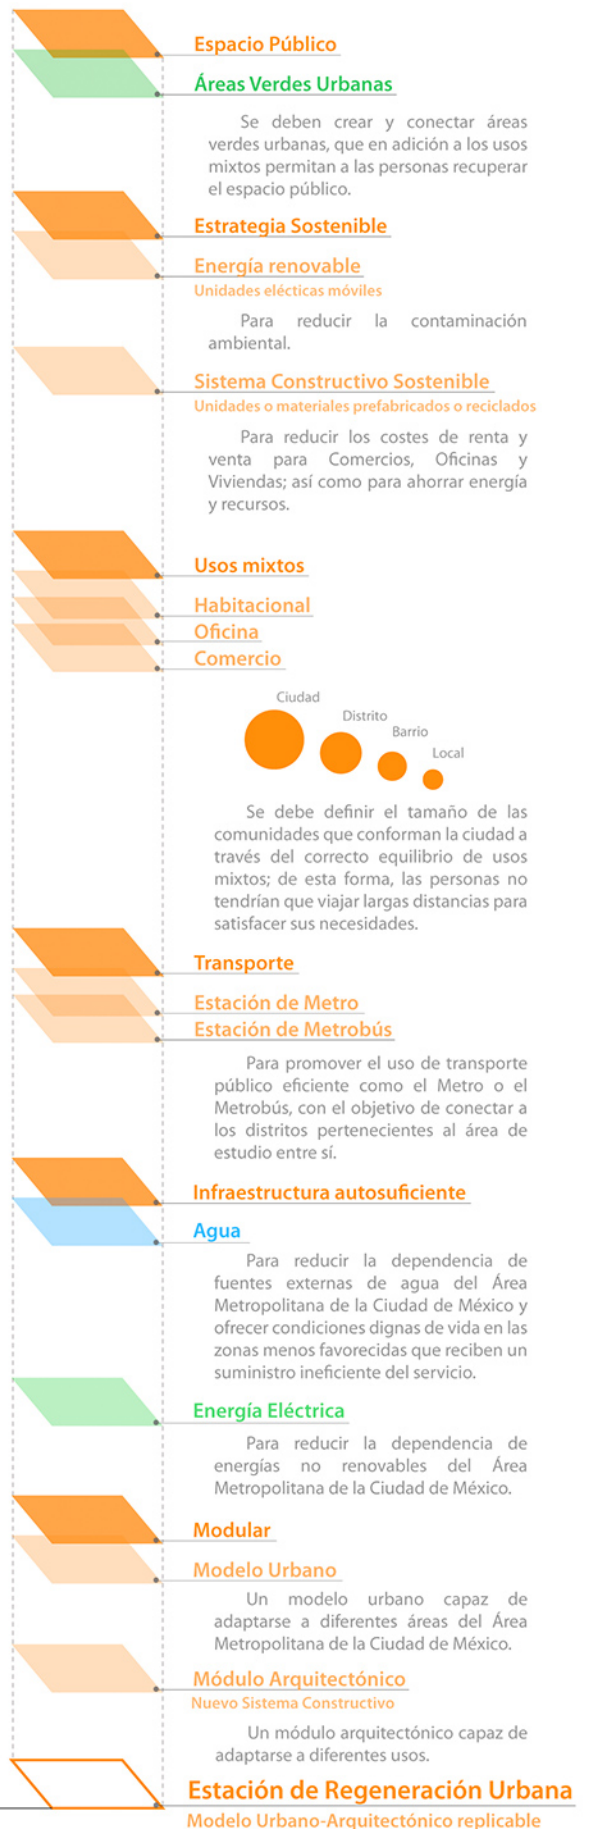 Espacio Público
Áreas Verdes Urbanas
Se deben crear y conectar áreas
verdes urbanas, que en adición a los usos
mixtos permitan a las personas recuperar
el espacio público.
Estrategia Sostenible
Energía renovable
Unidades elécticas móviles
Para reducir la contaminación
ambiental.
Sistema Constructivo Sostenible
Unidades o materiales prefabricados o reciclados
Para reducir los costes de renta y
venta para Comercios, Oficinas y
Viviendas; así como para ahorrar energía
y recursos.
Usos mixtos
Habitacional
Oficina
Comercio
Ciudad
Distrito
Barrio
Local
Se debe definir el tamaño de las
comunidades que conforman la ciudad a
través del correcto equilibrio de usos
mixtos; de esta forma, las personas no
tendrían que viajar largas distancias para
satisfacer sus necesidades.
Transporte
Estación de Metro
Estación de Metrobús
Para promover el uso de transporte
público eficiente como el Metro o el
Metrobús, con el objetivo de conectar a
los distritos pertenecientes al área de
estudio entre sí.
Infraestructura autosuficiente
Agua
Para reducir la dependencia de
fuentes externas de agua del Área
Metropolitana de la Ciudad de México y
ofrecer condiciones dignas de vida en las
zonas menos favorecidas que reciben un
suministro ineficiente del servicio.
Energía Eléctrica
Para reducir la dependencia de
energías no renovables del Área
Metropolitana de la Ciudad de México.
Modular
Modelo Urbano
Un modelo urbano capaz de
adaptarse a diferentes áreas del Área
Metropolitana de la Ciudad de México.
Módulo Arquitectónico
Nuevo Sistema Constructivo
Un módulo arquitectónico capaz de
adaptarse a diferentes usos.
Estación de Regeneración Urbana
Modelo Urbano-Arquitectónico replicable